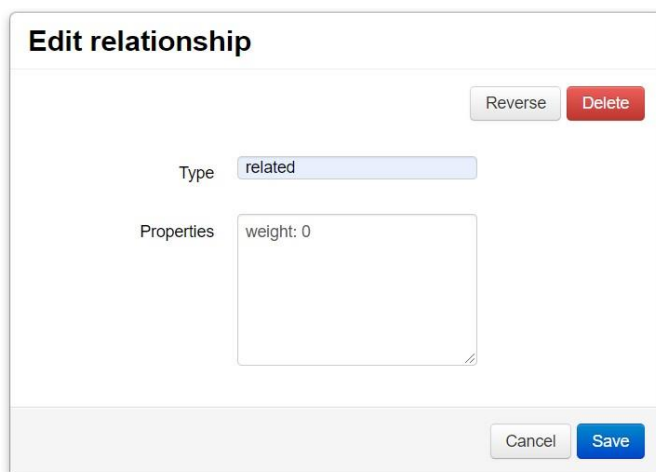 Edit relationship
Reverse Delete
Type related
Properties weight: 0
Cancel Save